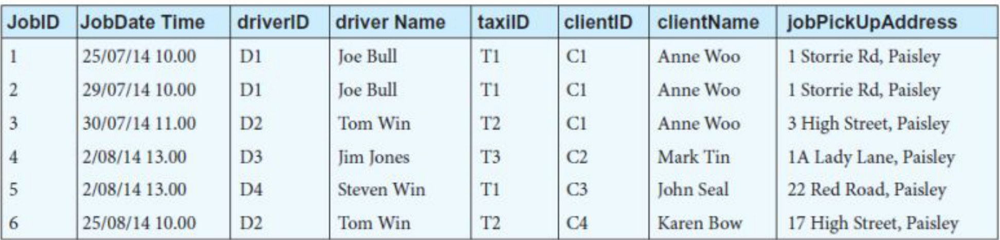 JobID JobDate Time driverID driver Name taxiID clientID clientName jobPickUpAddress
1 25/07/14 10.00 D1 Joe Bull T1 C1 Anne Woo 1 Storrie Rd, Paisley
2 29/07/14 10.00 D1 Joe Bull T1 C1 Anne Woo 1 Storrie Rd, Paisley
3 30/07/14 11.00 D2 Tom Win T2 C1 Anne Woo 3 High Street, Paisley
4 2/08/14 13.00 D3 Jim Jones T3 C2 Mark Tin 1A Lady Lane, Paisley
5 2/08/14 13.00 D4 Steven Win T1 C3 John Seal 22 Red Road, Paisley
6 25/08/14 10.00 D2 Tom Win T2 C4 Karen Bow 17 High Street, Paisley